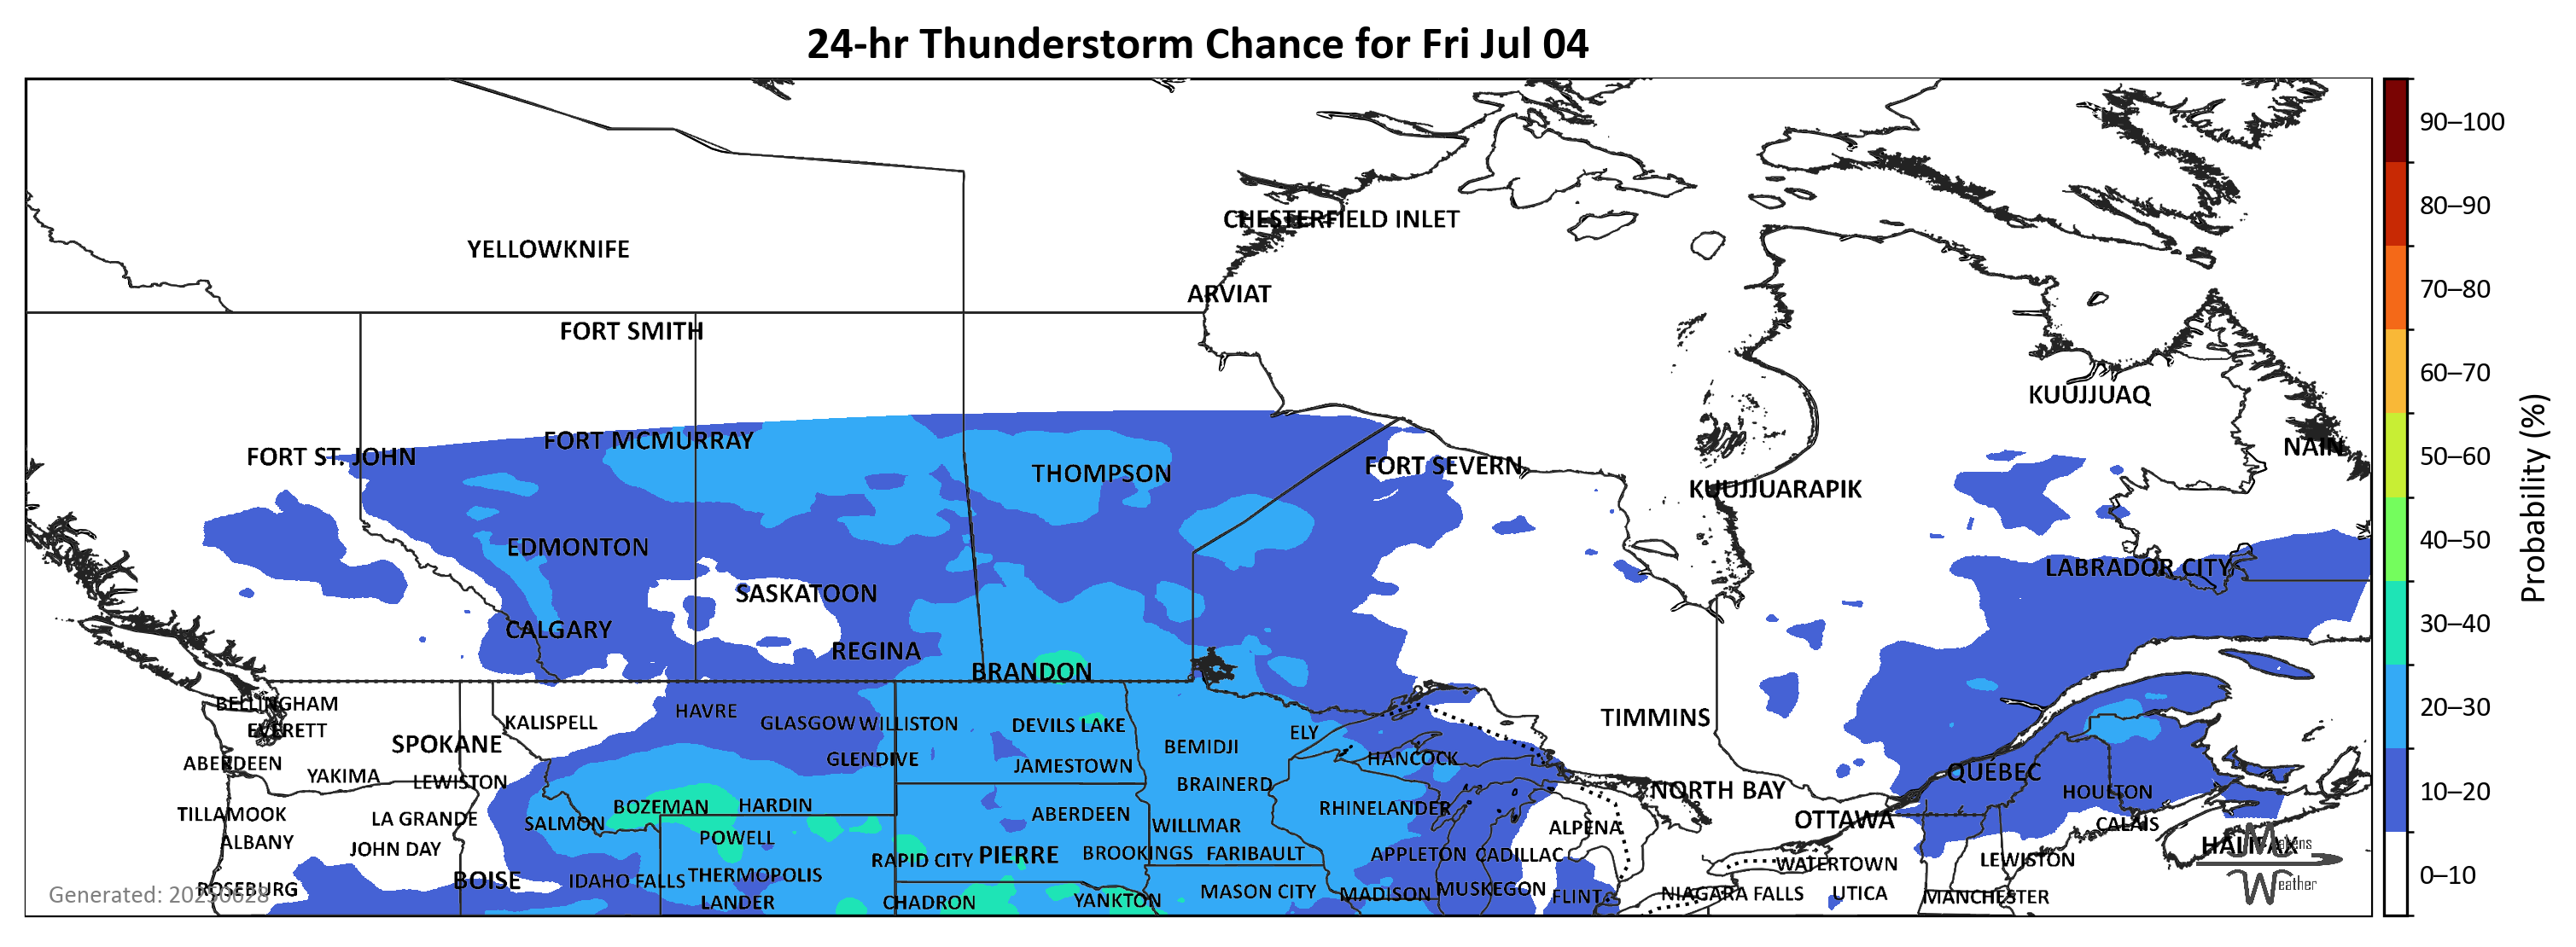 24-hr Thunderstorm Chance for Fri Jul 04
90–100
80–90
70–80
60–70
50–60
40–50
30–40
20–30
10–20
0–10
Probability (%)
CHESTERFIELD INLET
YELLOWKNIFE
ARVIAT
FORT SMITH
KUUJJUAQ
FORT MCMURRAY
NAIN
FORT ST. JOHN
FORT SEVERN
THOMPSON
KUUJJUARAPIK
EDMONTON
LABRADOR CITY
SASKATOON
CALGARY
REGINA
BRANDON
BELLINGHAM
HAVRE
TIMMINS
KALISPELL
GLASGOW WILLISTON
DEVILS LAKE
EVERETT
ELY
SPOKANE
BEMIDJI
HANCOCK
GLENDIVE
ABERDEEN
JAMESTOWN
QUÉBEC
YAKIMA
LEWISTON
BRAINERD
NORTH BAY
HOULTON
BOZEMAN
HARDIN
RHINELANDER
TILLAMOOK
LA GRANDE
SALMON
ABERDEEN
WILLMAR
OTTAWA
CALAIS
ALPENA
ALBANY
POWELL
HALIFAX
JOHN DAY
RAPID CITY
PIERRE
BROOKINGS
FARIBAULT
APPLETON
CADILLAC
WATERTOWN
LEWISTON
BOISE
IDAHO FALLS
THERMOPOLIS
ROSEBURG
MASON CITY
MADISON
MUSKEGON
FLINT
NIAGARA FALLS
UTICA
MANCHESTER
LANDER
CHADRON
YANKTON
Generated: 20250628
Weather